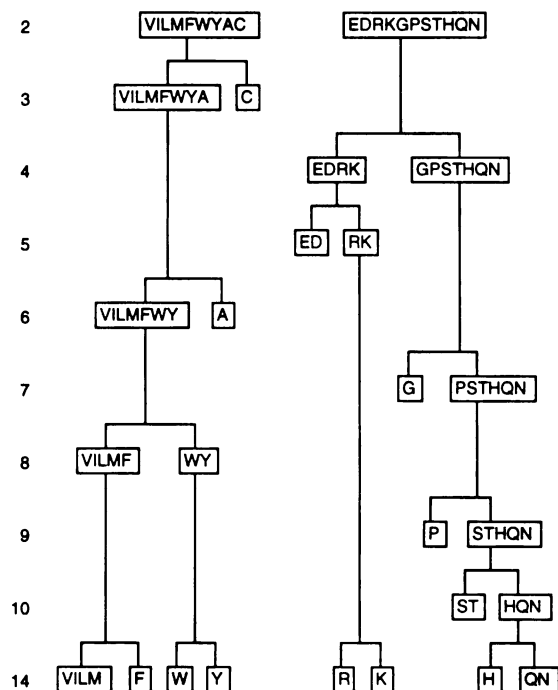 2 VILMFWYAC EDRKGPSTHQN
3 VILMFWYA C
4 EDRK GPSTHQN
5 ED RK
6 VILMFWY A
7 G PSTHQN
8 VILMF WY
9 P STHQN
10 ST HQN
14 VILM F W Y R K H QN